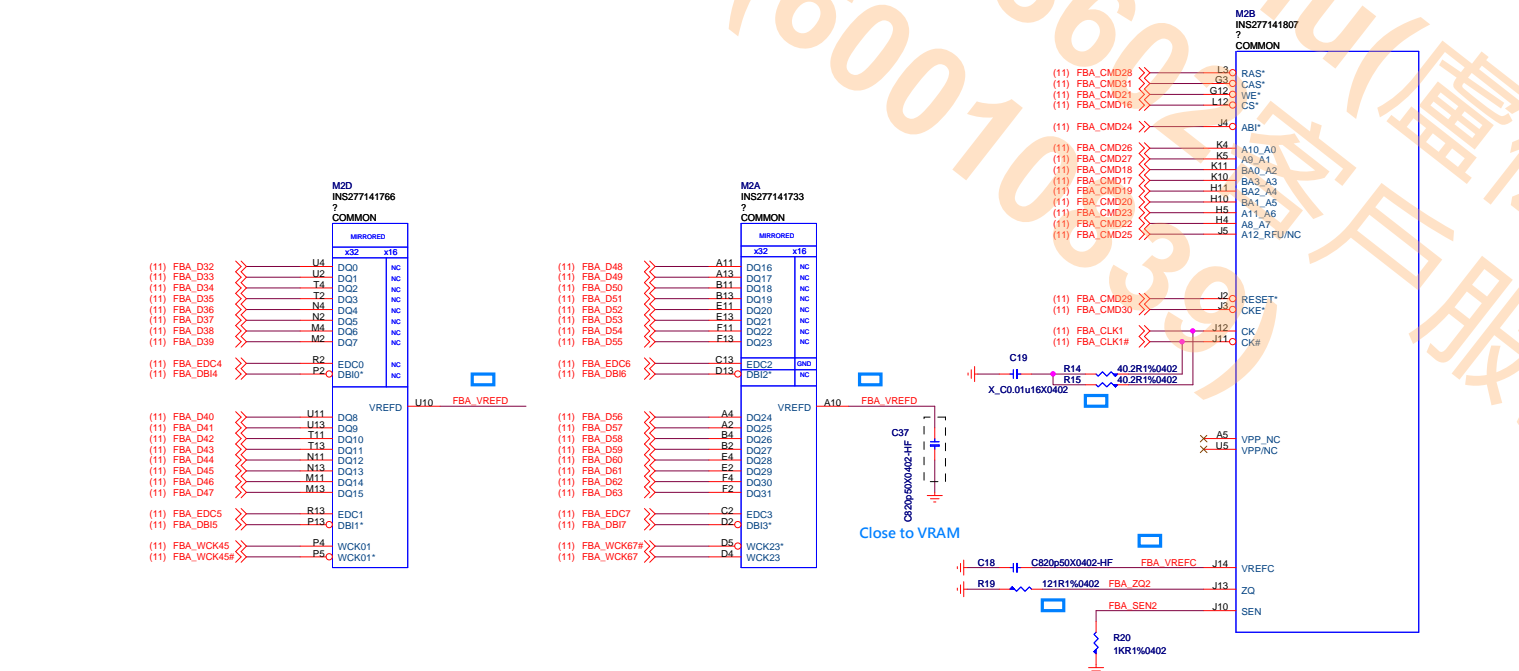 M2B
INS277141807
?
COMMON
(11) FBA_CMD28 L3 RAS*
(11) FBA_CMD31 G3 CAS*
(11) FBA_CMD21 G12 WE*
(11) FBA_CMD16 L12 CS*
(11) FBA_CMD24 J4 ABI*
(11) FBA_CMD26 K4 A10_A0
(11) FBA_CMD27 K5 A9_A1
(11) FBA_CMD18 K11 BA0_A2
(11) FBA_CMD17 K10 BA3_A3
(11) FBA_CMD19 H11 BA2_A4
(11) FBA_CMD20 H10 BA1_A5
(11) FBA_CMD23 H5 A11_A6
(11) FBA_CMD22 H4 A8_A7
(11) FBA_CMD25 J5 A12_RFU/NC
(11) FBA_CMD29 J2 RESET*
(11) FBA_CMD30 J3 CKE*
(11) FBA_CLK1 J12 CK
(11) FBA_CLK1# J11 CK#
C19
X_C0.01u16X0402
R14 40.2R1%0402
R15 40.2R1%0402
A5 VPP_NC
U5 VPP/NC
C18 C820p50X0402-HF FBA_VREFC J14 VREFC
R19 121R1%0402 FBA_ZQ2 J13 ZQ
FBA_SEN2 J10 SEN
R20
1KR1%0402
M2D
INS277141766
?
COMMON
MIRRORED
x32 x16
(11) FBA_D32 U4 DQ0 NC
(11) FBA_D33 U2 DQ1 NC
(11) FBA_D34 T4 DQ2 NC
(11) FBA_D35 T2 DQ3 NC
(11) FBA_D36 N4 DQ4 NC
(11) FBA_D37 N2 DQ5 NC
(11) FBA_D38 M4 DQ6 NC
(11) FBA_D39 M2 DQ7 NC
(11) FBA_EDC4 R2 EDC0 NC
(11) FBA_DBI4 P2 DBI0* NC
VREFD U10 FBA_VREFD
(11) FBA_D40 U11 DQ8
(11) FBA_D41 U13 DQ9
(11) FBA_D42 T11 DQ10
(11) FBA_D43 T13 DQ11
(11) FBA_D44 N11 DQ12
(11) FBA_D45 N13 DQ13
(11) FBA_D46 M11 DQ14
(11) FBA_D47 M13 DQ15
(11) FBA_EDC5 R13 EDC1
(11) FBA_DBI5 P13 DBI1*
(11) FBA_WCK45 P4 WCK01
(11) FBA_WCK45# P5 WCK01*
M2A
INS277141733
?
COMMON
MIRRORED
x32 x16
(11) FBA_D48 A11 DQ16 NC
(11) FBA_D49 A13 DQ17 NC
(11) FBA_D50 B11 DQ18 NC
(11) FBA_D51 B13 DQ19 NC
(11) FBA_D52 E11 DQ20 NC
(11) FBA_D53 E13 DQ21 NC
(11) FBA_D54 F11 DQ22 NC
(11) FBA_D55 F13 DQ23 NC
(11) FBA_EDC6 C13 EDC2 GND
(11) FBA_DBI6 D13 DBI2* NC
VREFD A10 FBA_VREFD
(11) FBA_D56 A4 DQ24
(11) FBA_D57 A2 DQ25
(11) FBA_D58 B4 DQ26
(11) FBA_D59 B2 DQ27
(11) FBA_D60 E4 DQ28
(11) FBA_D61 E2 DQ29
(11) FBA_D62 F4 DQ30
(11) FBA_D63 F2 DQ31
(11) FBA_EDC7 C2 EDC3
(11) FBA_DBI7 D2 DBI3*
(11) FBA_WCK67# D5 WCK23*
(11) FBA_WCK67 D4 WCK23
C37
C820p50X0402-HF
Close to VRAM
客戶服